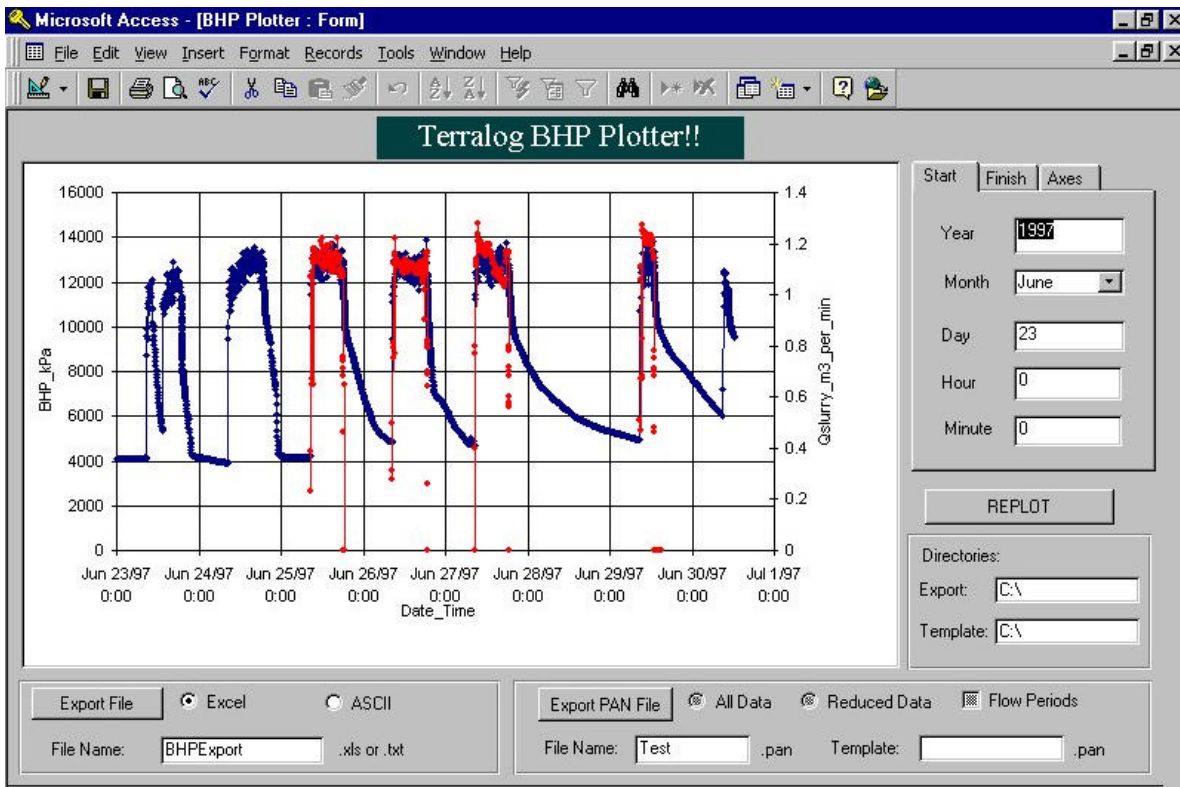 Microsoft Access - [BHP Plotter : Form]
File Edit View Insert Format Records Tools Window Help
Terralog BHP Plotter!!
16000
14000
12000
10000
8000
6000
4000
2000
0
BHP_kPa
1.4
1.2
1
0.8
0.6
0.4
0.2
0
Qslurry_m3_per_min
Jun 23/97 Jun 24/97 Jun 25/97 Jun 26/97 Jun 27/97 Jun 28/97 Jun 29/97 Jun 30/97 Jul 1/97
0:00 0:00 0:00 0:00 0:00 0:00 0:00 0:00 0:00
Date_Time
Start Finish Axes
Year 1997
Month June
Day 23
Hour 0
Minute 0
REPLOT
Directories:
Export: C:\
Template: C:\
Export File Excel ASCII
File Name: BHPExport .xls or .txt
Export PAN File All Data Reduced Data Flow Periods
File Name: Test .pan Template: .pan